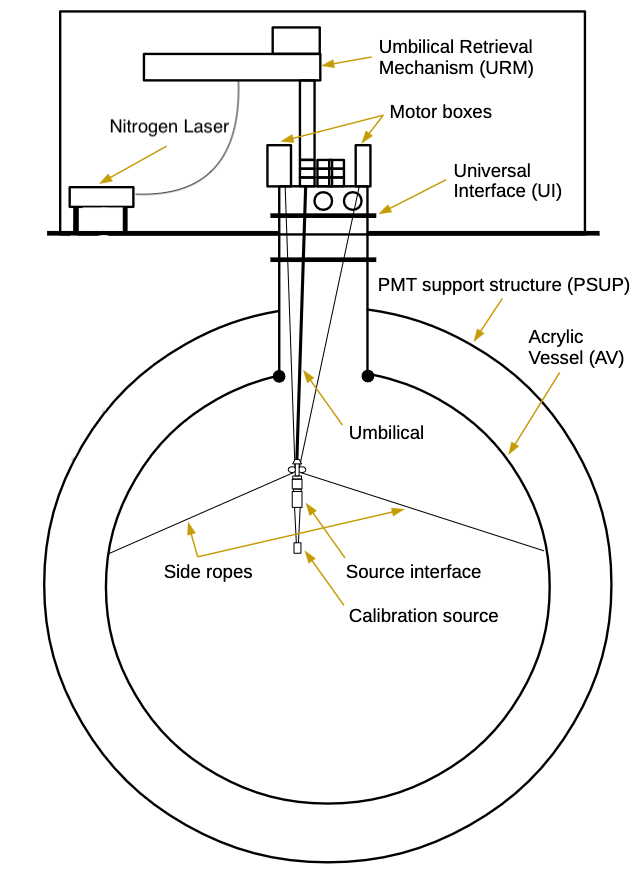 Umbilical Retrieval
Mechanism (URM)
Motor boxes
Nitrogen Laser
Universal
Interface (UI)
PMT support structure (PSUP)
Acrylic
Vessel (AV)
Umbilical
Side ropes
Source interface
Calibration source